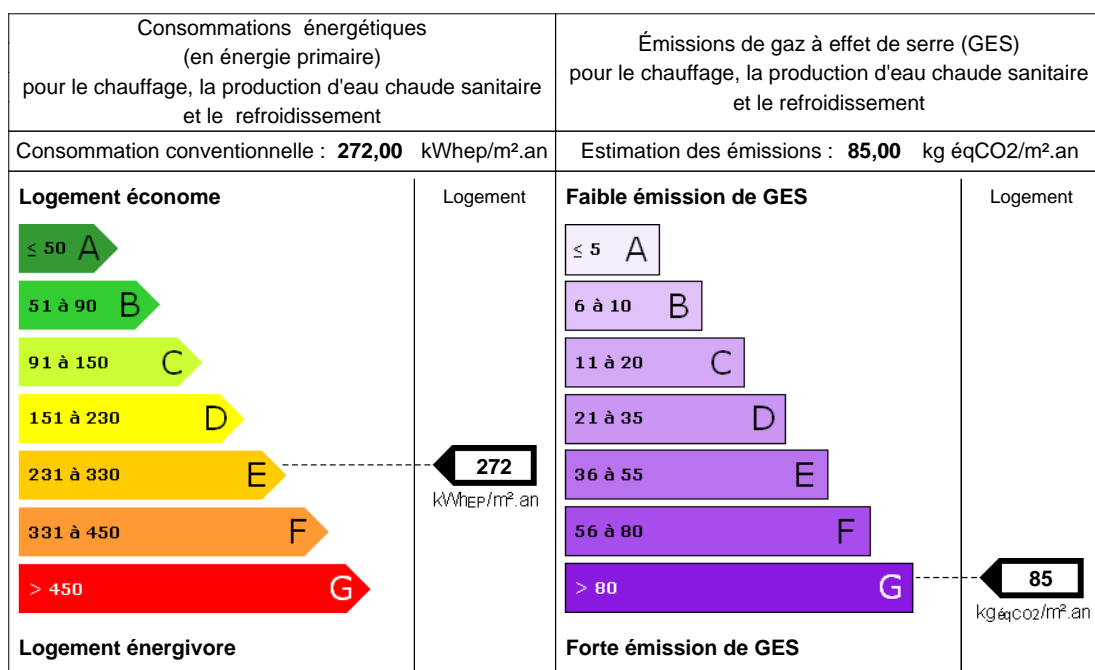 Consommations énergétiques
(en énergie primaire)
pour le chauffage, la production d'eau chaude sanitaire
et le refroidissement
Émissions de gaz à effet de serre (GES)
pour le chauffage, la production d'eau chaude sanitaire
et le refroidissement
Consommation conventionnelle : 272,00 kWhep/m².an
Estimation des émissions : 85,00 kg éqCO2/m².an
Logement économe
Logement
≤ 50 A
51 à 90 B
91 à 150 C
151 à 230 D
231 à 330 E
272
kWhEP/m².an
331 à 450 F
> 450 G
Logement énergivore
Faible émission de GES
Logement
≤ 5 A
6 à 10 B
11 à 20 C
21 à 35 D
36 à 55 E
56 à 80 F
> 80 G
85
kgéqCO2/m².an
Forte émission de GES